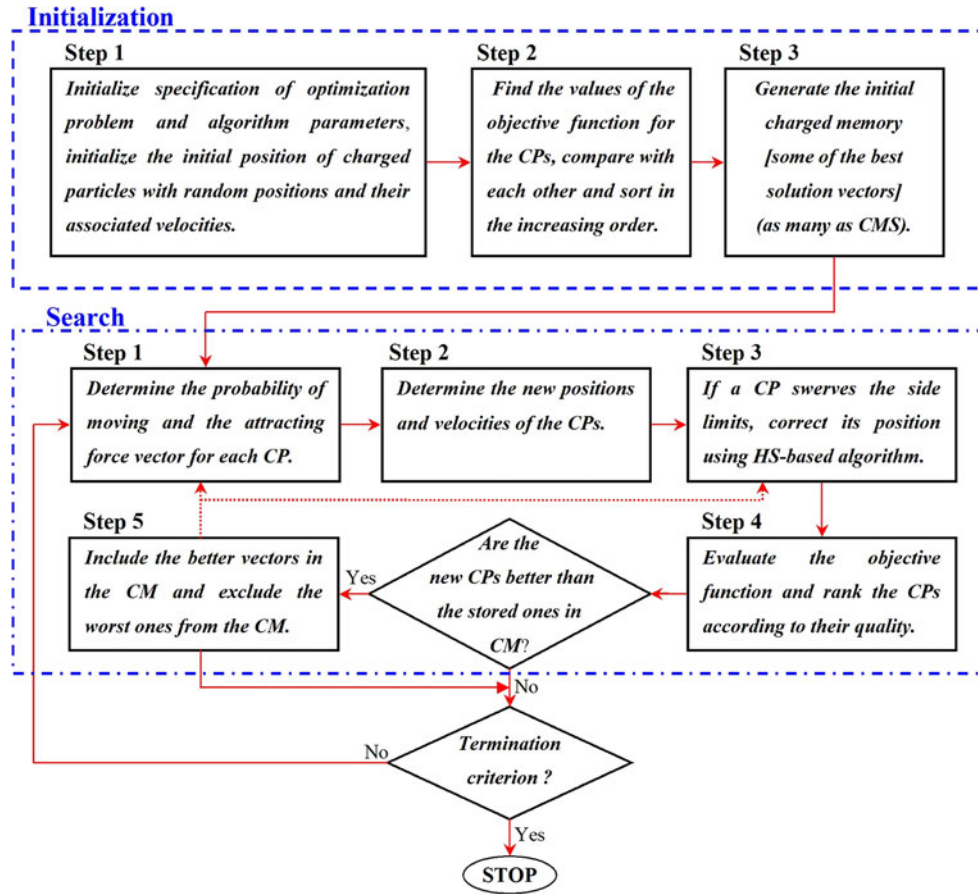 Initialization
Step 1
Initialize specification of optimization
problem and algorithm parameters,
initialize the initial position of charged
particles with random positions and their
associated velocities.
Step 2
Find the values of the
objective function for
the CPs, compare with
each other and sort in
the increasing order.
Step 3
Generate the initial
charged memory
[some of the best
solution vectors]
(as many as CMS).
Search
Step 1
Determine the probability of
moving and the attracting
force vector for each CP.
Step 2
Determine the new positions
and velocities of the CPs.
Step 3
If a CP swerves the side
limits, correct its position
using HS-based algorithm.
Step 4
Evaluate the objective
function and rank the CPs
according to their quality.
Are the
new CPs better than
the stored ones in
CM?
Yes
Step 5
Include the better vectors in
the CM and exclude the
worst ones from the CM.
No
Termination
criterion ?
No
Yes
STOP